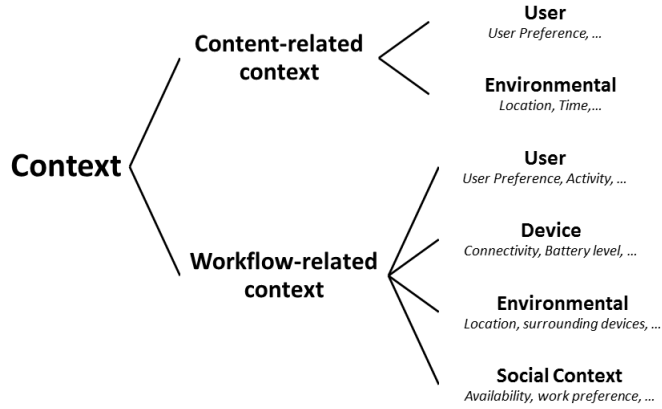 Context
Content-related
context
User
User Preference, ...
Environmental
Location, Time,...
Workflow-related
context
User
User Preference, Activity, ...
Device
Connectivity, Battery level, ...
Environmental
Location, surrounding devices, ...
Social Context
Availability, work preference, ...